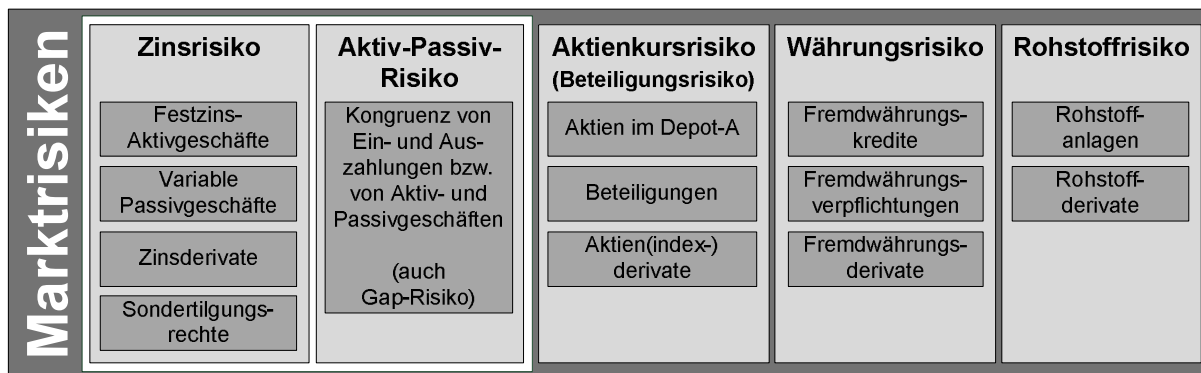 Marktrisiken
Zinsrisiko
Festzins-
Aktivgeschäfte
Variable
Passivgeschäfte
Zinsderivate
Sondertilgungs-
rechte
Aktiv-Passiv-
Risiko
Kongruenz von
Ein- und Aus-
zahlungen bzw.
von Aktiv- und
Passivgeschäften
(auch
Gap-Risiko)
Aktienkursrisiko
(Beteiligungsrisiko)
Aktien im Depot-A
Beteiligungen
Aktien(index-)
derivate
Währungsrisiko
Fremdwährungs-
kredite
Fremdwährungs-
verpflichtungen
Fremdwährungs-
derivate
Rohstoffrisiko
Rohstoff-
anlagen
Rohstoff-
derivate